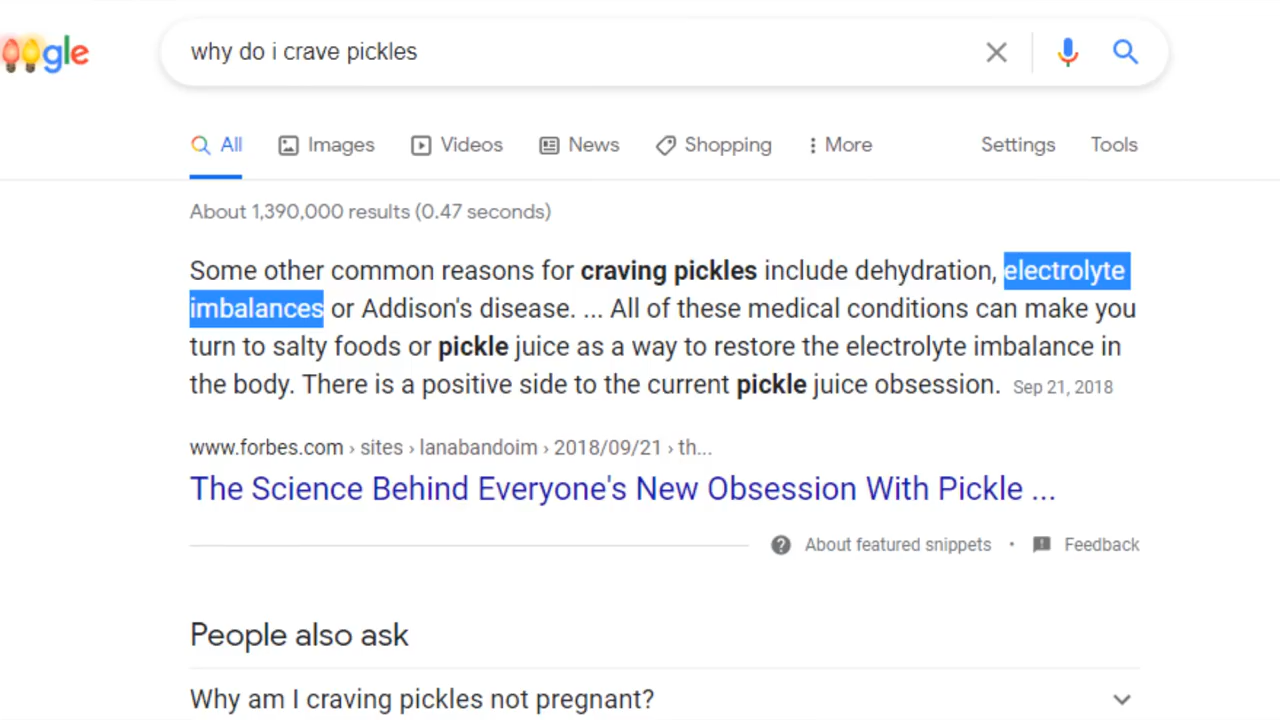 gle
why do i crave pickles
All Images Videos News Shopping More Settings Tools
About 1,390,000 results (0.47 seconds)
Some other common reasons for craving pickles include dehydration, electrolyte
imbalances or Addison's disease. ... All of these medical conditions can make you
turn to salty foods or pickle juice as a way to restore the electrolyte imbalance in
the body. There is a positive side to the current pickle juice obsession. Sep 21, 2018
www.forbes.com › sites › lanabandoim › 2018/09/21 › th...
The Science Behind Everyone's New Obsession With Pickle ...
About featured snippets • Feedback
People also ask
Why am I craving pickles not pregnant?